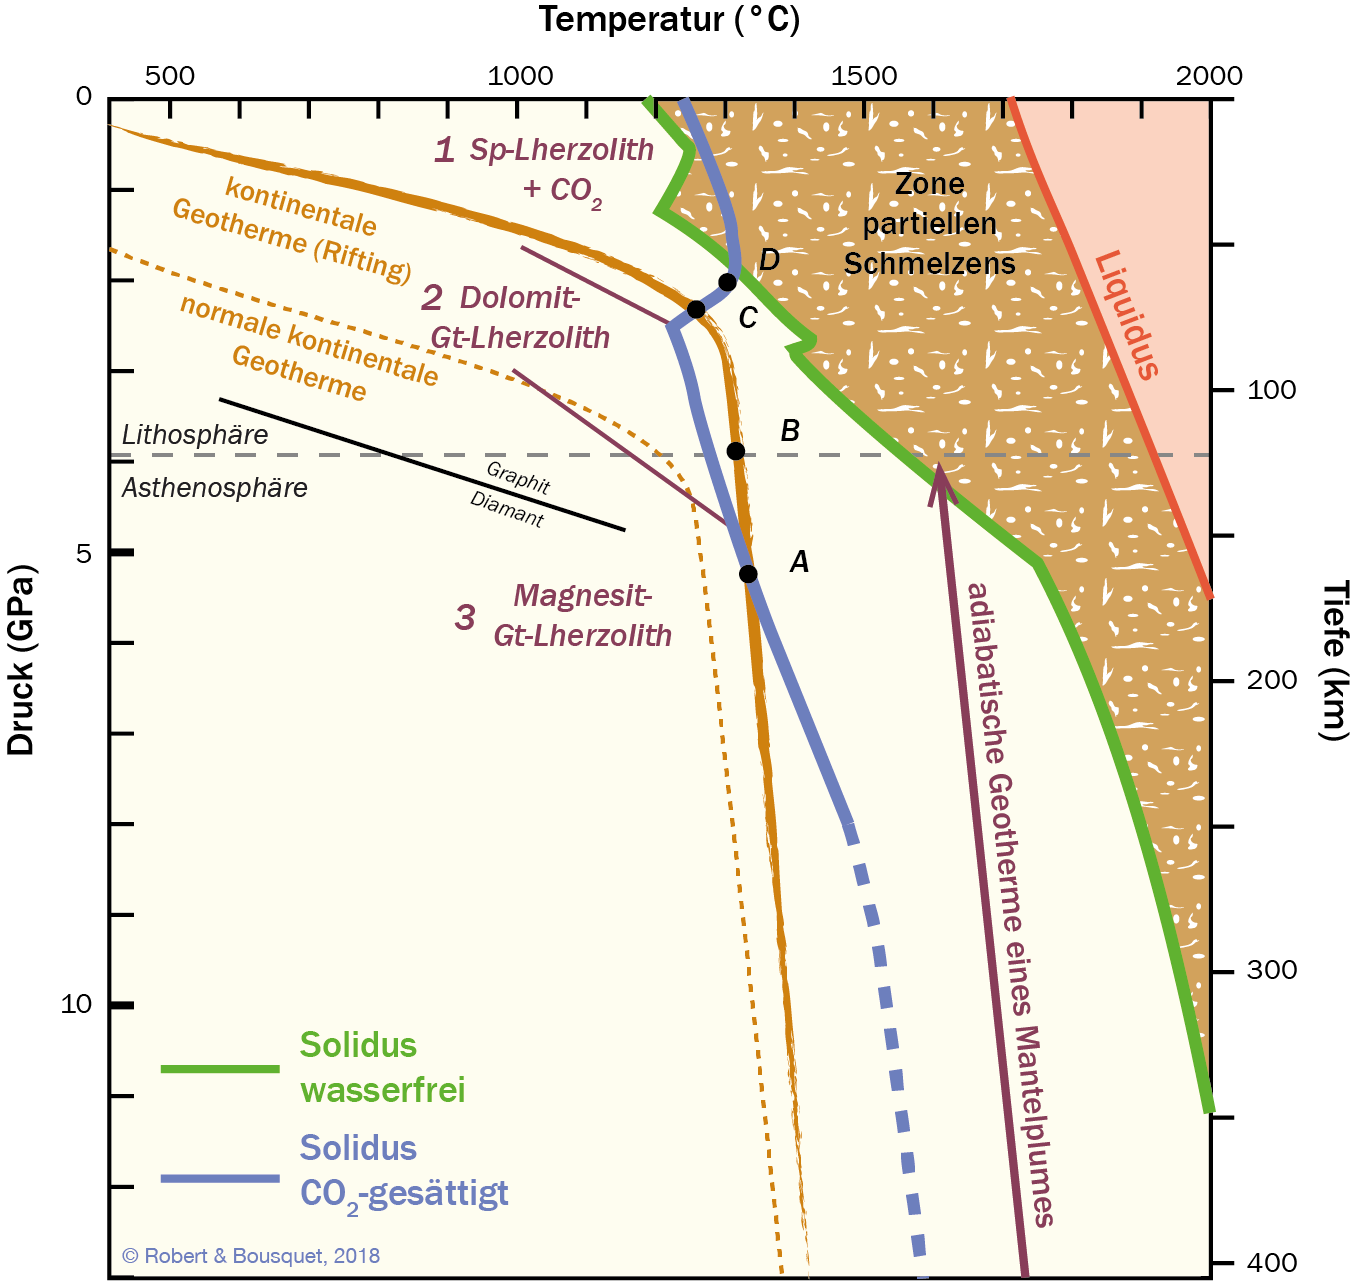 Temperatur (°C)
500 1000 1500 2000
0
1 Sp-Lherzolith
+ CO2
Zone
partiellen
Schmelzens
kontinentale
Geotherme (Rifting)
D
Liquidus
2 Dolomit-
Gt-Lherzolith
C
normale kontinentale
Geotherme
100
B
Lithosphäre
Graphit
Asthenosphäre
Diamant
5
A
Magnesit-
3 Gt-Lherzolith
Druck (GPa)
Tiefe (km)
adiabatische Geotherme eines Mantelplumes
200
300
10
Solidus
wasserfrei
Solidus
CO2-gesättigt
© Robert & Bousquet, 2018
400